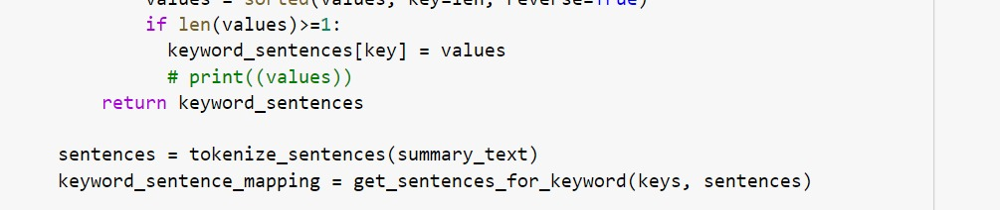 values = sorted(values, key=len, reverse=True)
if len(values)>=1:
keyword_sentences[key] = values
# print((values))
return keyword_sentences
sentences = tokenize_sentences(summary_text)
keyword_sentence_mapping = get_sentences_for_keyword(keys, sentences)